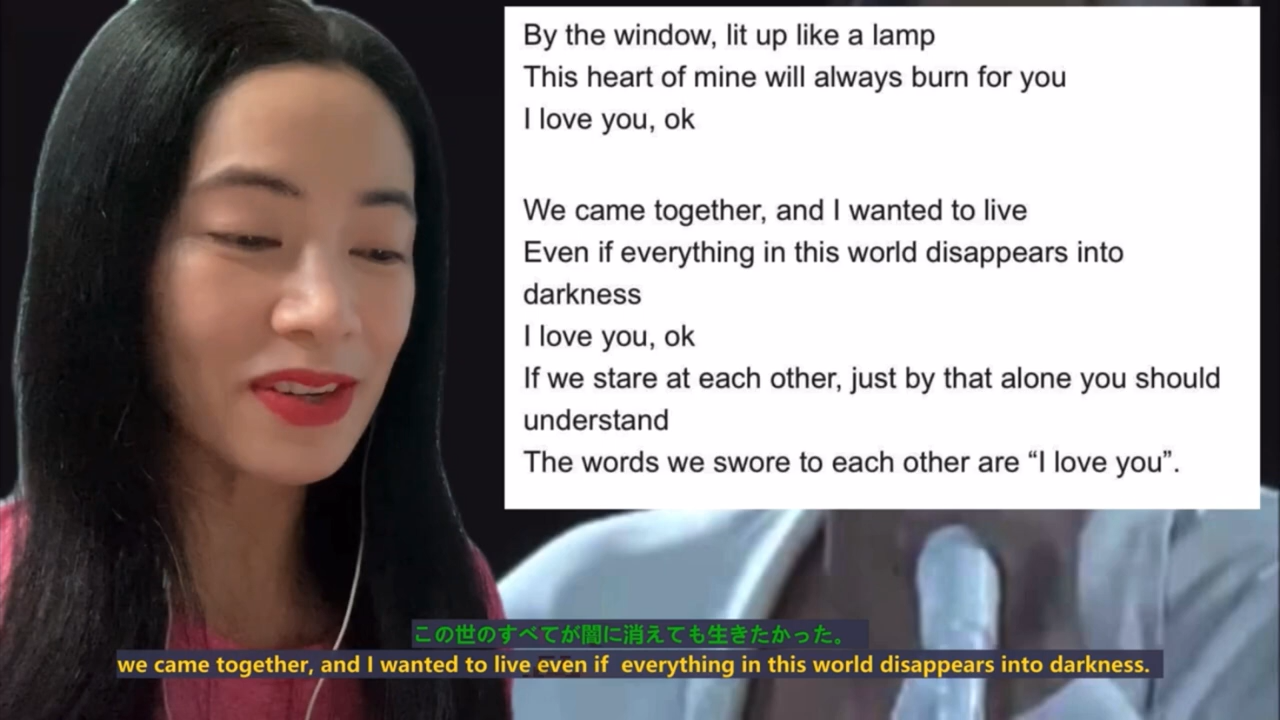 By the window, lit up like a lamp
This heart of mine will always burn for you
I love you, ok
We came together, and I wanted to live
Even if everything in this world disappears into
darkness
I love you, ok
If we stare at each other, just by that alone you should
understand
The words we swore to each other are “I love you”.
この世のすべてが闇に消えても生きたかった。
we came together, and I wanted to live even if everything in this world disappears into darkness.